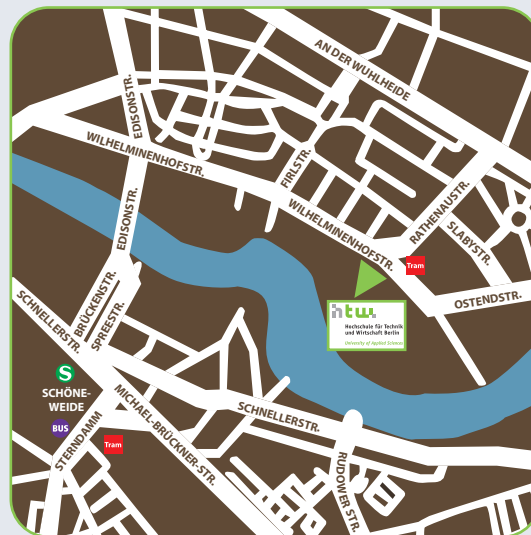 AN DER WUHLHEIDE
EDISONSTR.
WILHELMINENHOFSTR.
FIRLSTR.
RATHENAUSTR.
EDISONSTR.
WILHELMINENHOFSTR.
SLABYSTR.
Tram
OSTENDSTR.
htw.
Hochschule für Technik
und Wirtschaft Berlin
University of Applied Sciences
SCHNELLERSTR.
BRÜCKENSTR.
SPREESTR.
S
SCHÖNE-
WEIDE
BUS
STERNDAMM
Tram
MICHAEL-BRÜCKNER-STR.
SCHNELLERSTR.
RUDOWER STR.